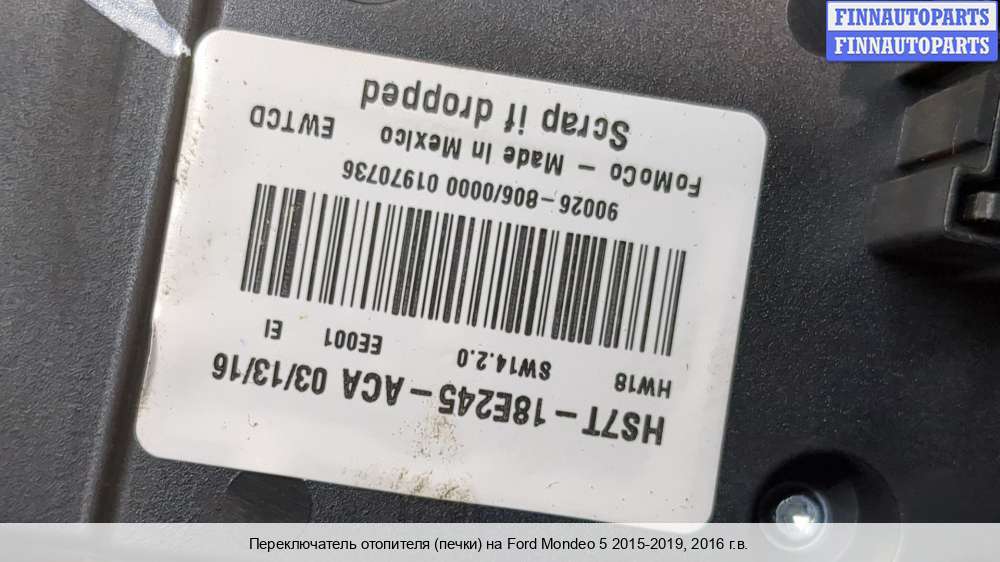 FINNAUTOPARTS
FINNAUTOPARTS
HS7T-18E245-ACA 03/13/16
HW18 SW14.2.0 EE001 EI
90026-806/0000 01970736
FoMoCo - Made in Mexico EWTCD
Scrap if dropped
Переключатель отопителя (печки) на Ford Mondeo 5 2015-2019, 2016 г.в.